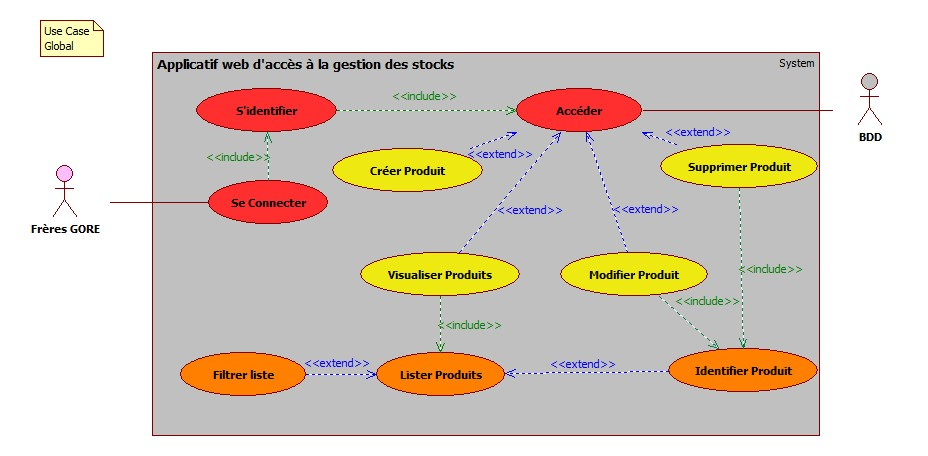 Use Case
Global
Applicatif web d'accès à la gestion des stocks
System
S'identifier
<<include>>
Accéder
BDD
<<extend>>
<<extend>>
Créer Produit
Supprimer Produit
<<include>>
Se Connecter
Frères GORE
<<extend>>
<<extend>>
Visualiser Produits
Modifier Produit
<<include>>
<<include>>
<<include>>
Filtrer liste
<<extend>>
Lister Produits
<<extend>>
Identifier Produit